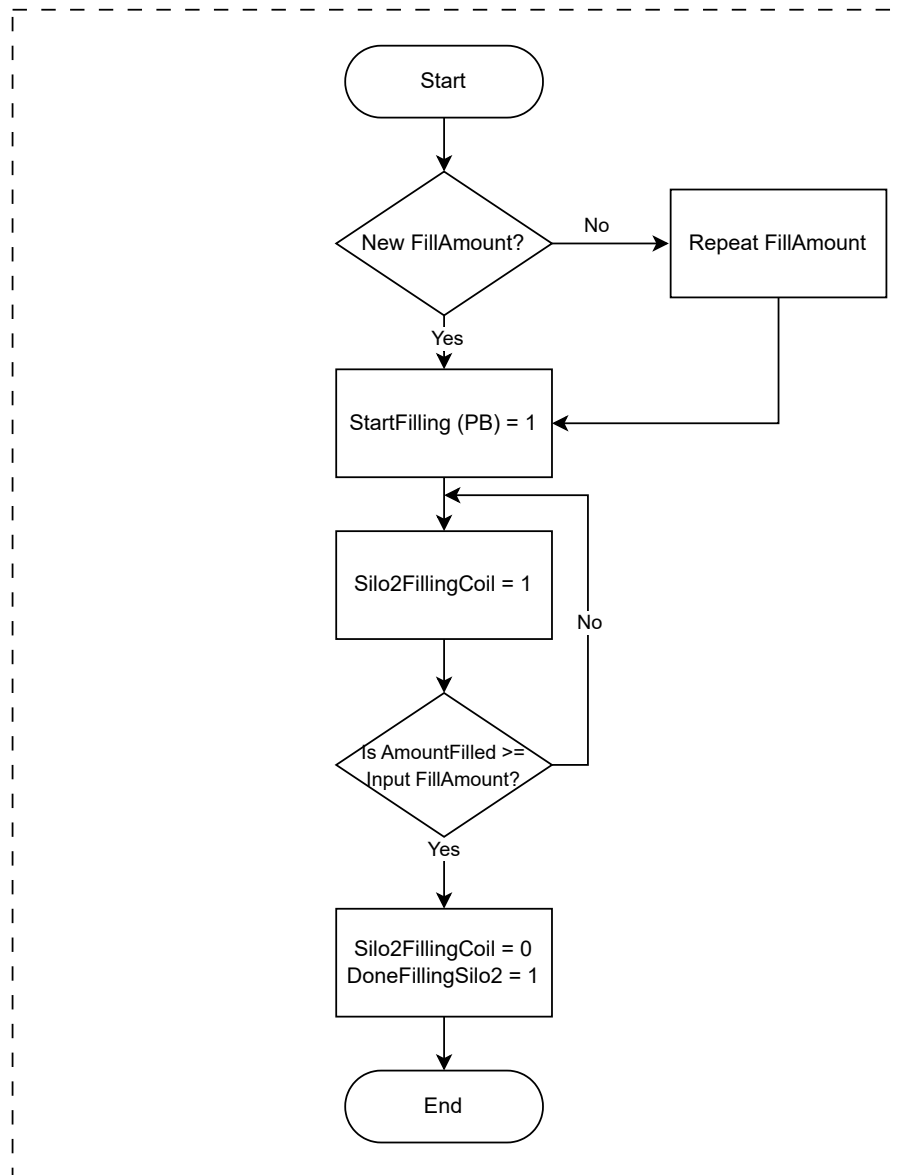 Start
New FillAmount?
No
Repeat FillAmount
Yes
StartFilling (PB) = 1
Silo2FillingCoil = 1
No
Is AmountFilled >=
Input FillAmount?
Yes
Silo2FillingCoil = 0
DoneFillingSilo2 = 1
End